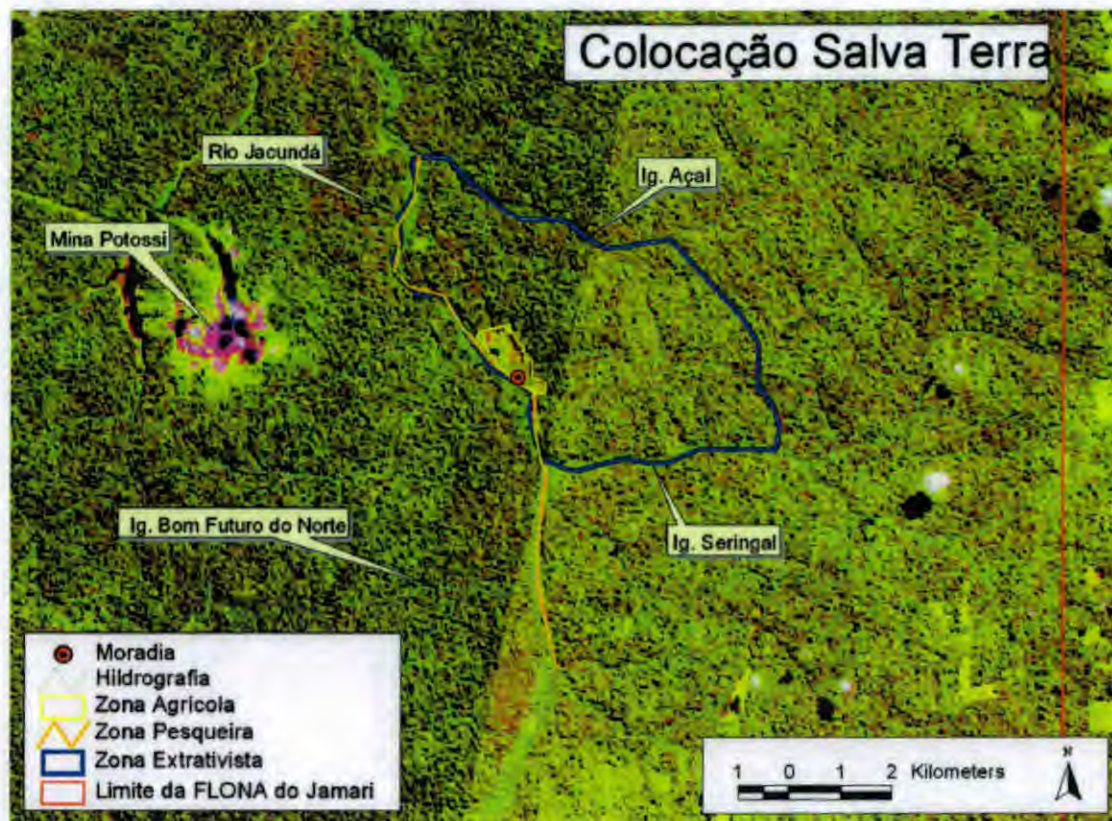 Colocação Salva Terra
Rio Jacundá
Ig. Açaí
Mina Potossi
Ig. Bom Futuro do Norte
Ig. Seringal
Moradia
Hildrografia
Zona Agrícola
Zona Pesqueira
Zona Extrativista
Limite da FLONA do Jamari
1 0 1 2 Kilometers
N